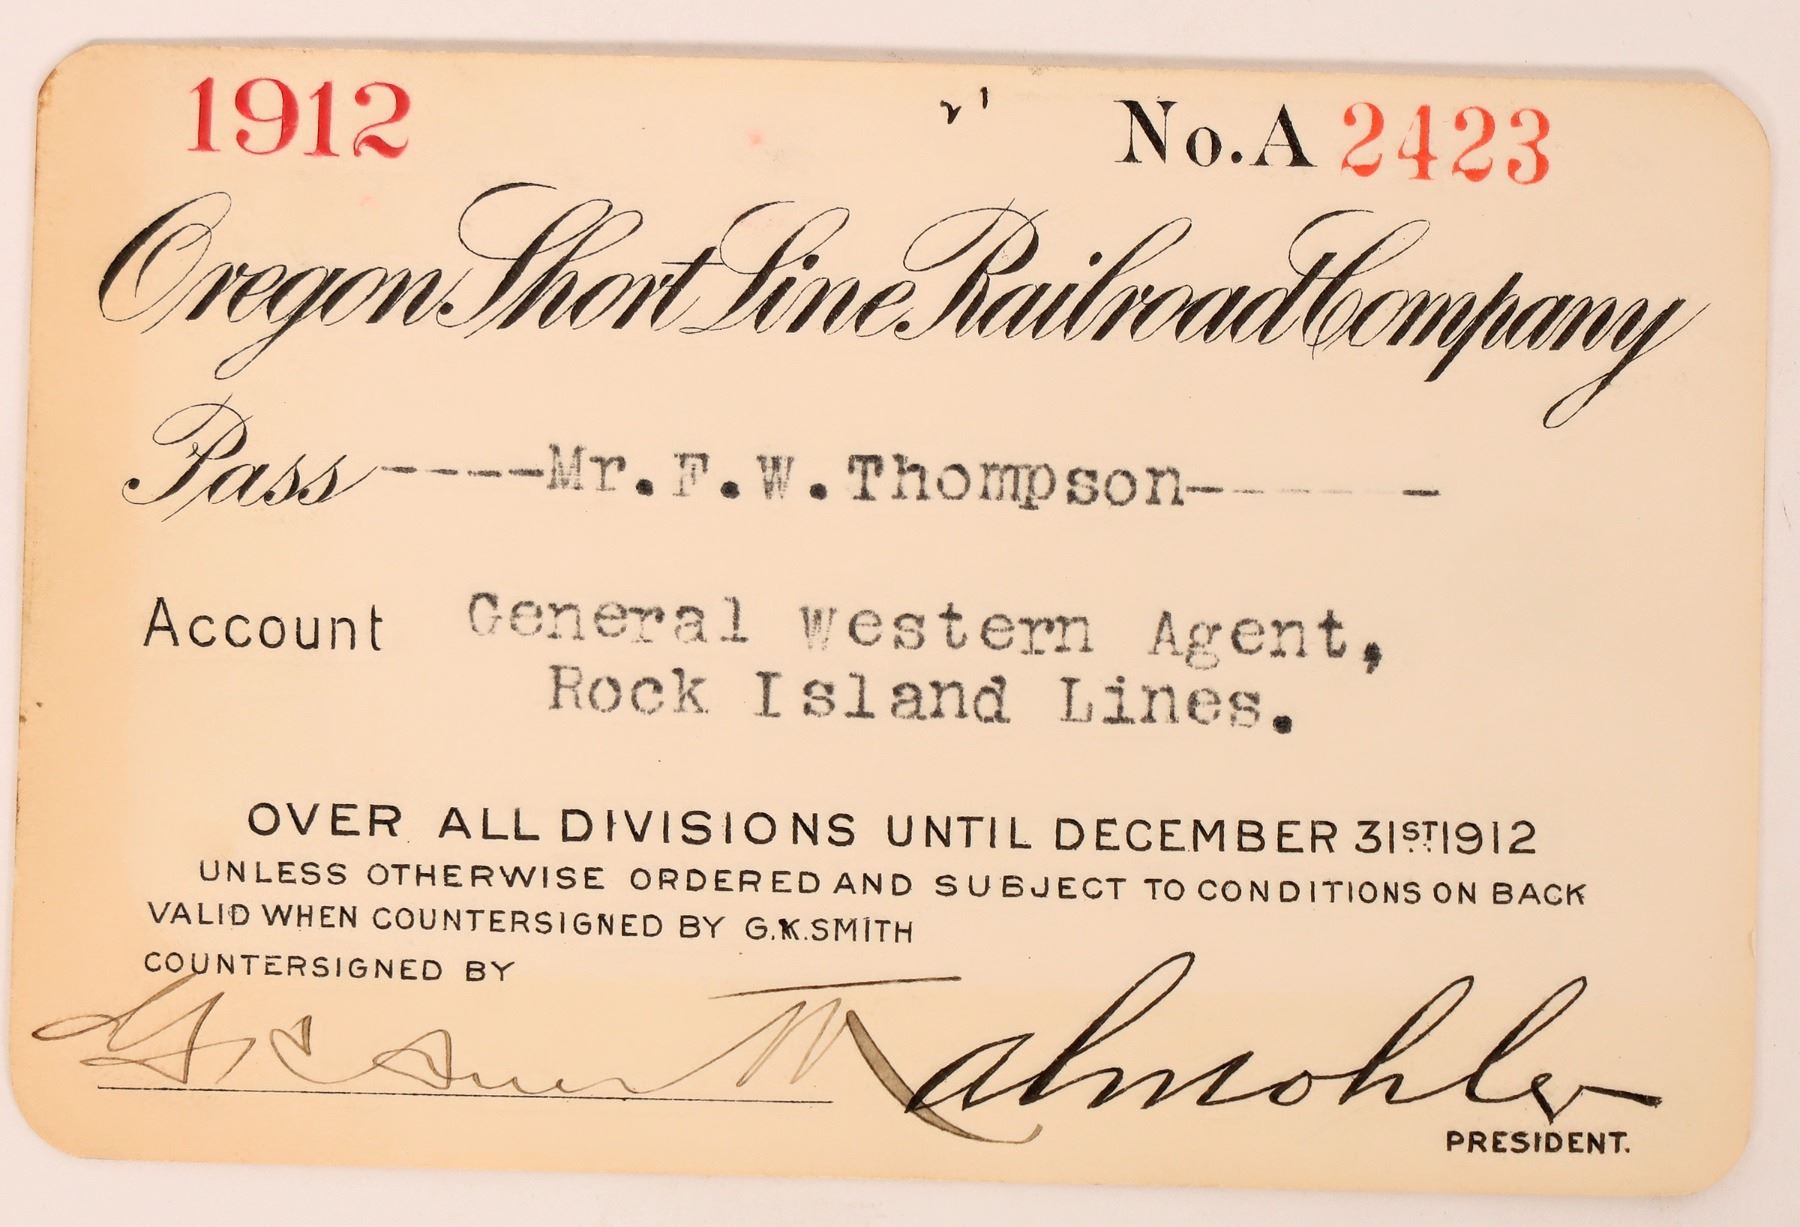 1912 No. A 2423
Oregon Short Line Railroad Company
Pass-----Mr. F. W. Thompson-------
Account General Western Agent,
Rock Island Lines.
OVER ALL DIVISIONS UNTIL DECEMBER 31ST 1912
UNLESS OTHERWISE ORDERED AND SUBJECT TO CONDITIONS ON BACK
VALID WHEN COUNTERSIGNED BY G.K.SMITH
COUNTERSIGNED BY
G K Smith Mohler
PRESIDENT.